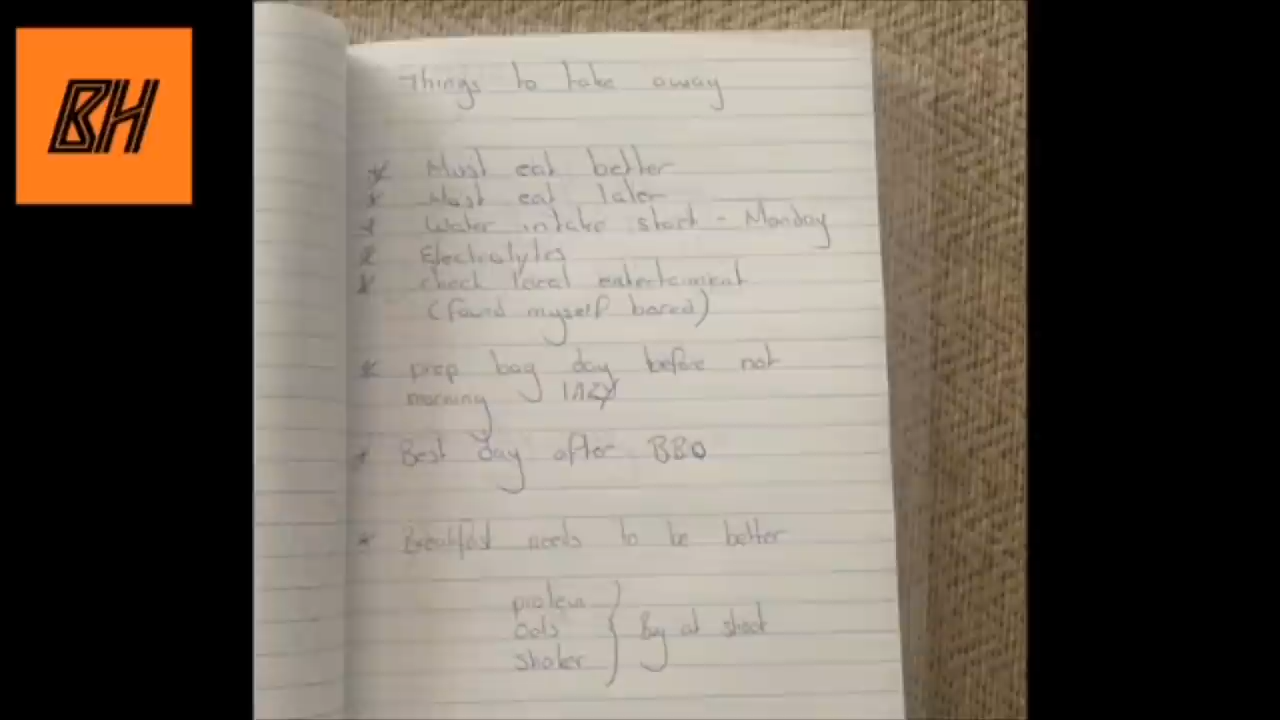 BH
Things to take away
* Must eat better
* Must eat later
* Water intake start - Monday
* Electrolytes
* check local entertainment
(found myself bored)
* prep bag day before not
morning LAZY
* Best day after BBQ
* Breakfast needs to be better
protein
Oats
Shaker
Buy at